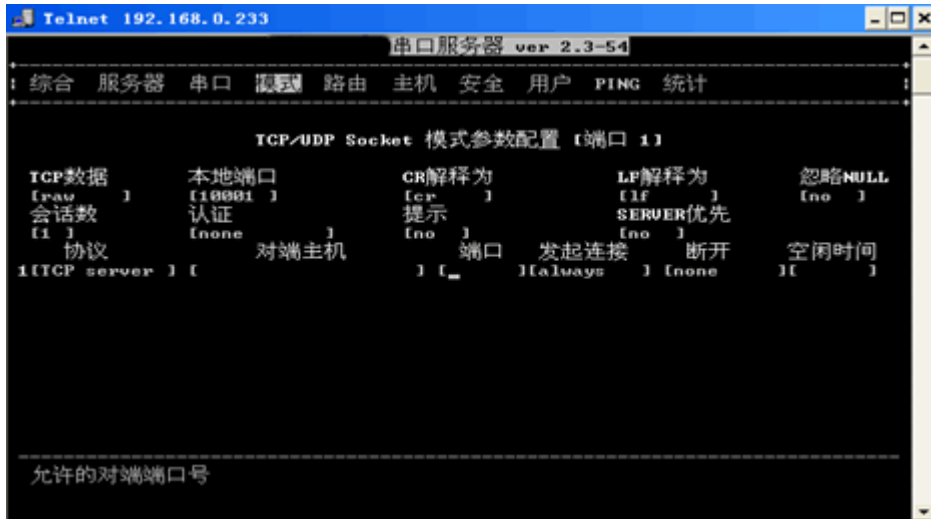 Telnet 192.168.0.233
串口服务器 ver 2.3-54
综合 服务器 串口 模式 路由 主机 安全 用户 PING 统计
TCP/UDP Socket 模式参数配置 [端口 1]
TCP数据 本地端口 CR解释为 LF解释为 忽略NULL
[raw ] [10001 ] [cr ] [lf ] [no ]
会话数 认证 提示 SERVER优先
[1 ] [none ] [no ] [no ]
协议 对端主机 端口 发起连接 断开 空闲时间
1[TCP server ] [ ] [_ ][always ] [none ][ ]
允许的对端端口号